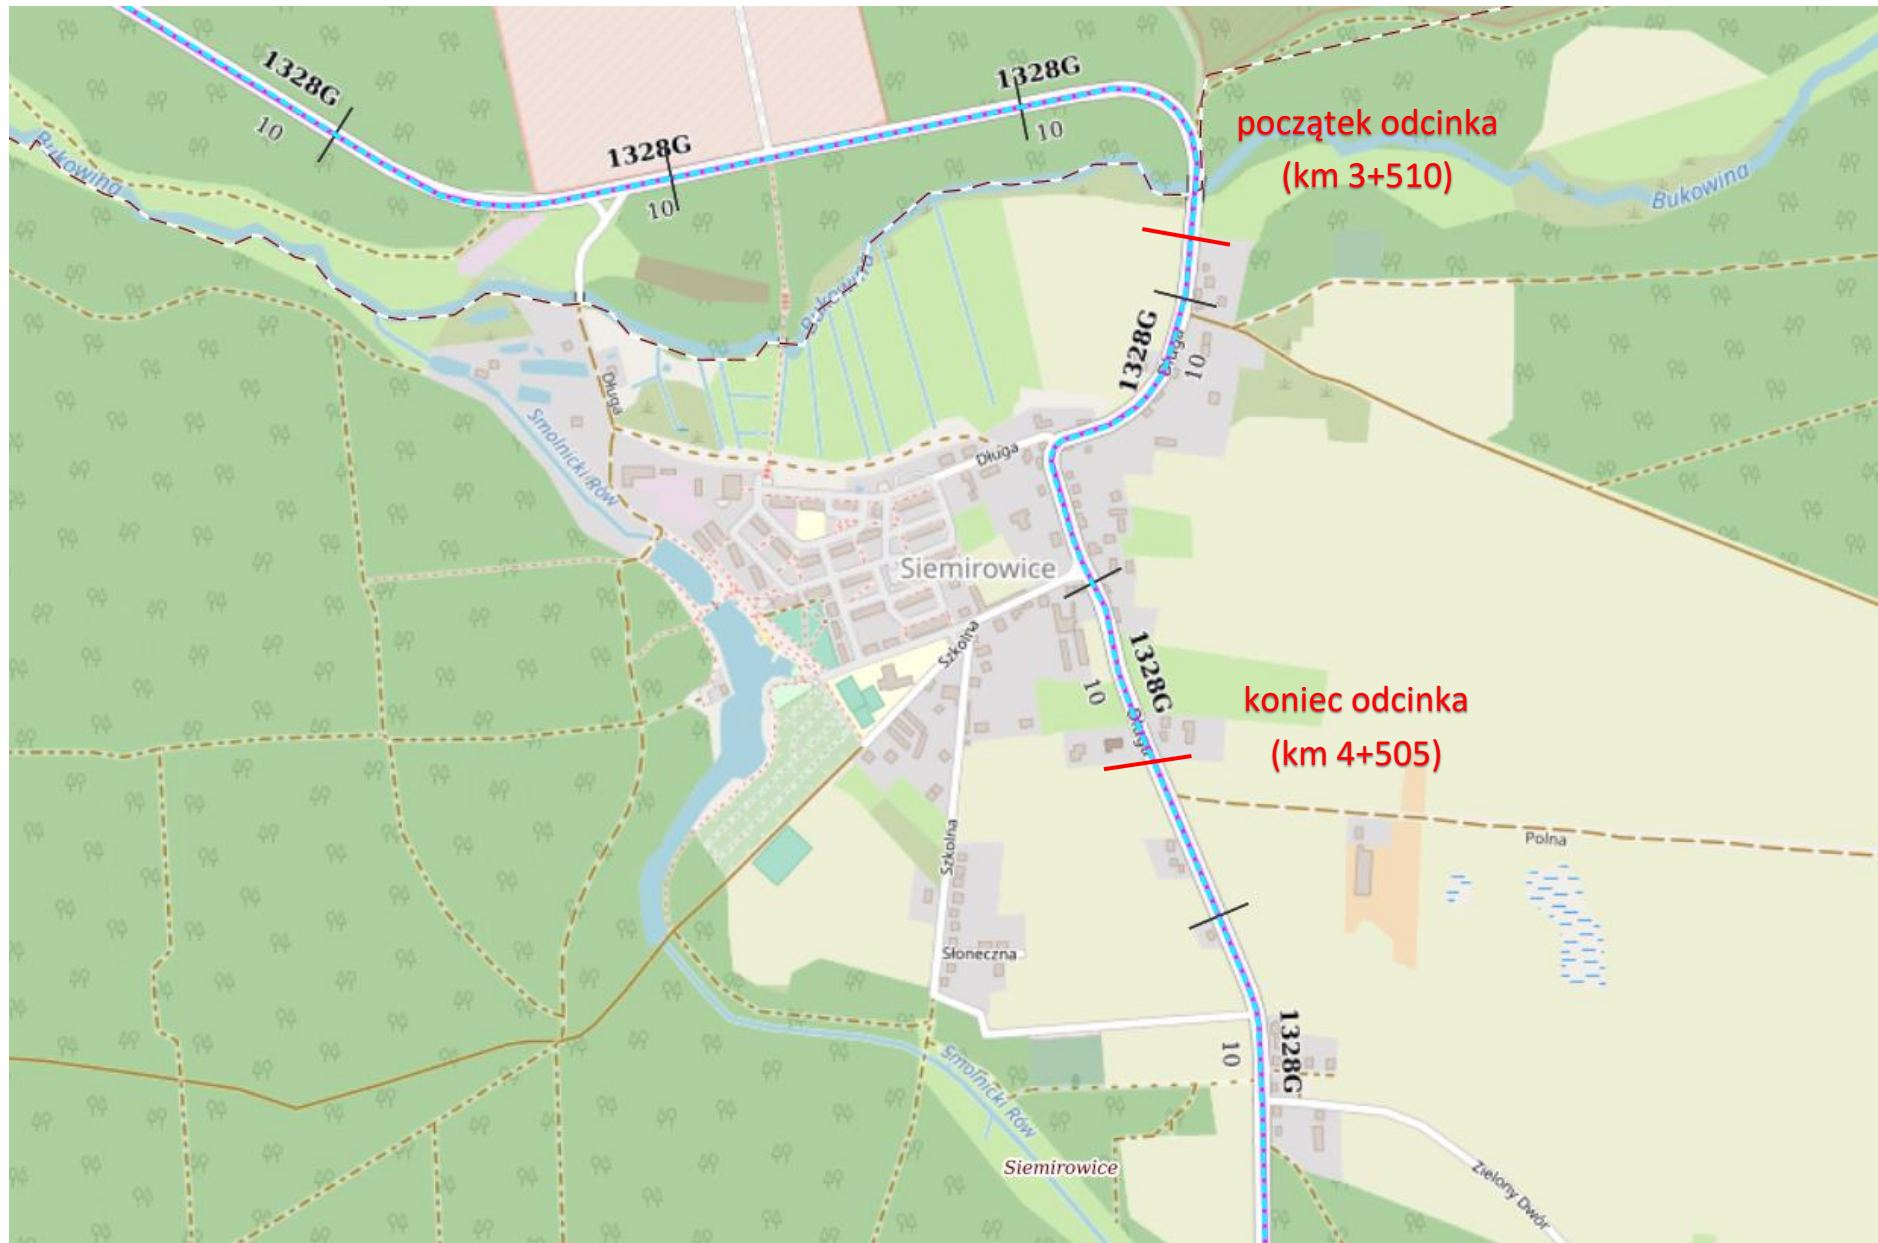 1328G
10
Bukowina
1328G
10
1328G
10
początek odcinka
(km 3+510)
Bukowina
Bukowina
1328G
Długa
10
Długa
Smolnicki Rów
Długa
Siemirowice
Szkolna
1328G
10
Długa
koniec odcinka
(km 4+505)
Szkolna
Polna
Słoneczna
1328G
10
Smolnicki Rów
Siemirowice
Zielony Dwór